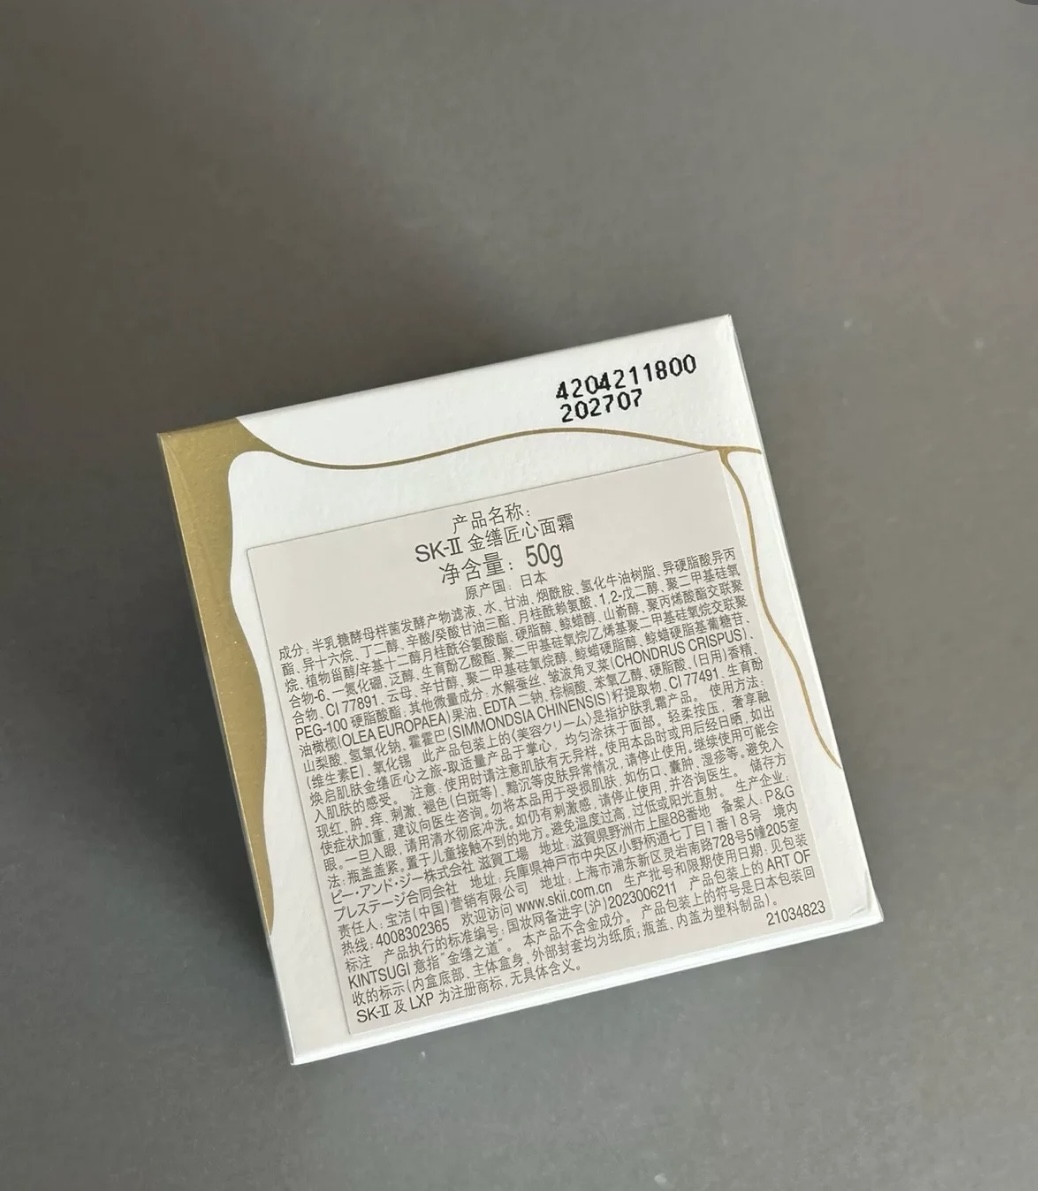 4204211800
202707
产品名称：
SK-II 金缮匠心面霜
净含量：50g
原产国：日本
成分：半乳糖酵母样菌发酵产物滤液、水、甘油、烟酰胺、氢化牛油树脂、异硬脂酸异丙
酯、异十六烷、丁二醇、辛酸/癸酸甘油三酯、月桂酰赖氨酸、1,2-戊二醇、聚二甲基硅氧
烷、植物甾醇/辛基十二醇月桂酰谷氨酸酯、硬脂醇、鲸蜡醇、山嵛醇、聚丙烯酸酯交联聚
合物-6、一氮化硼、泛醇、生育酚乙酸酯、聚二甲基硅氧烷/乙烯基聚二甲基硅氧烷交联聚
合物、CI 77891、云母、辛甘醇、聚二甲基硅氧烷醇、鲸蜡硬脂醇、鲸蜡硬脂基葡糖苷、
PEG-100 硬脂酸酯；其他微量成分：水解蚕丝、皱波角叉菜(CHONDRUS CRISPUS)、
油橄榄(OLEA EUROPAEA)果油、EDTA 二钠、棕榈酸、苯氧乙醇、硬脂酸、(日用)香精、
山梨酸、氢氧化钠、霍霍巴(SIMMONDSIA CHINENSIS)籽提取物、CI 77491、生育酚
(维生素E)、氧化锡 此产品包装上的(美容クリーム)是指护肤乳霜产品。 使用方法：
焕启肌肤金缮匠心之旅-取适量产品于掌心，均匀涂抹于面部。轻柔按压，奢享融
入肌肤的感受。 注意：使用时请注意肌肤有无异样。使用本品时或用后经日晒，如出
现红，肿，痒，刺激，褪色(白斑等)，黯沉等皮肤异常情况，请停止使用。继续使用可能会
使症状加重，建议向医生咨询。勿将本品用于受损肌肤，如伤口，囊肿，湿疹等。避免入
眼。一旦入眼，请用清水彻底冲洗。如仍有刺激感，请停止使用，并咨询医生。 储存方
法：瓶盖盖紧。置于儿童接触不到的地方。避免温度过高，过低或阳光直射。 生产企业：
ピー・アンド・ジー株式会社 滋賀工場 地址：滋賀県野洲市上屋88番地 备案人：P&G
プレステージ合同会社 地址：兵庫県神戸市中央区小野柄通七丁目1番18号 境内
责任人：宝洁(中国)营销有限公司 地址：上海市浦东新区灵岩南路728号5幢205室
热线：4008302365 欢迎访问 www.skii.com.cn 生产批号和限期使用日期：见包装
标注 产品执行的标准编号：国妆网备进字(沪)2023006211 产品包装上的 ART OF
KINTSUGI 意指“金缮之道”。 本产品不含金成分。 产品包装上的符号是日本包装回
收的标示(内盒底部、主体盒身、外部封套均为纸质；瓶盖、内盖为塑料制品)。
SK-II 及 LXP 为注册商标，无具体含义。
21034823